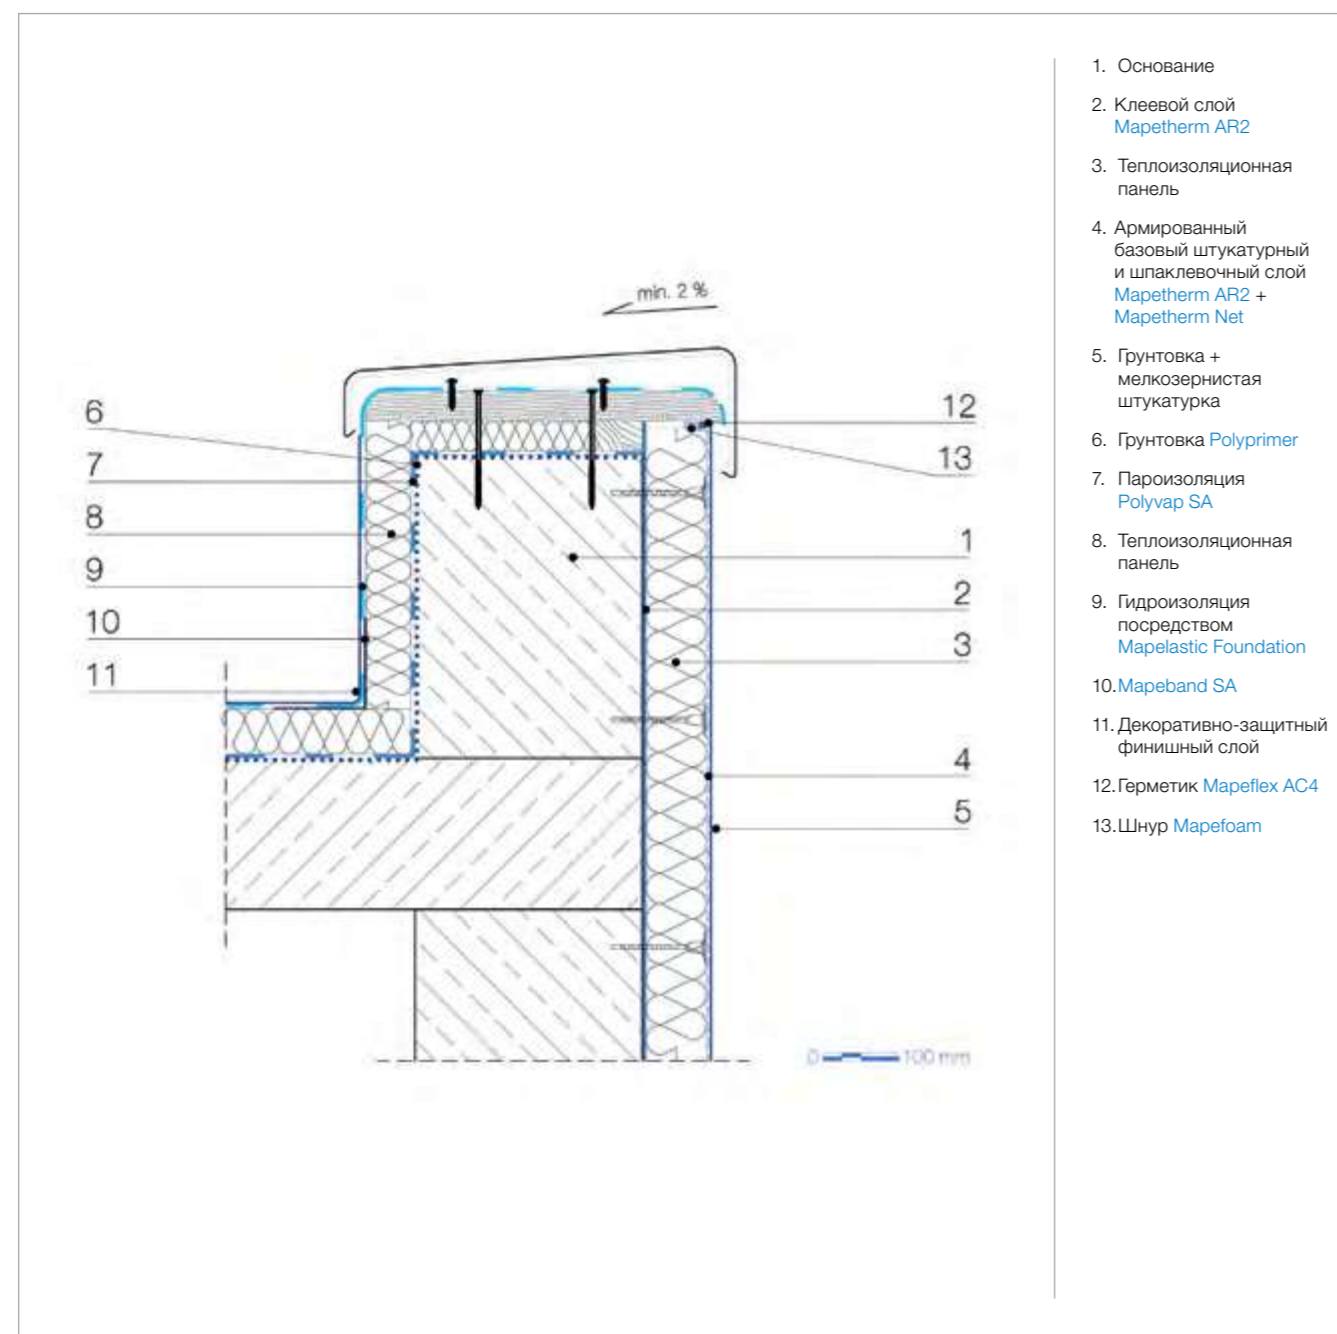 min. 2 %
6
7
8
9
10
11
12
13
1
2
3
4
5
0 100 mm
1. Основание
2. Клеевой слой
Mapetherm AR2
3. Теплоизоляционная
панель
4. Армированный
базовый штукатурный
и шпаклевочный слой
Mapetherm AR2 +
Mapetherm Net
5. Грунтовка +
мелкозернистая
штукатурка
6. Грунтовка Polyprimer
7. Пароизоляция
Polyvap SA
8. Теплоизоляционная
панель
9. Гидроизоляция
посредством
Mapelastic Foundation
10. Mapeband SA
11. Декоративно-защитный
финишный слой
12. Герметик Mapeflex AC4
13. Шнур Mapefoam